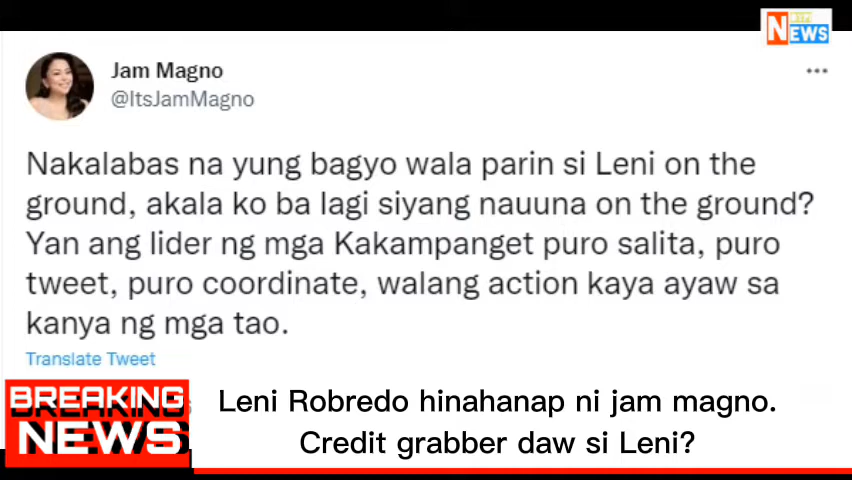 NEWS
Jam Magno
@ItsJamMagno
Nakalabas na yung bagyo wala parin si Leni on the
ground, akala ko ba lagi siyang nauuna on the ground?
Yan ang lider ng mga Kakampanget puro salita, puro
tweet, puro coordinate, walang action kaya ayaw sa
kanya ng mga tao.
Translate Tweet
BREAKING
NEWS
Leni Robredo hinahanap ni jam magno.
Credit grabber daw si Leni?